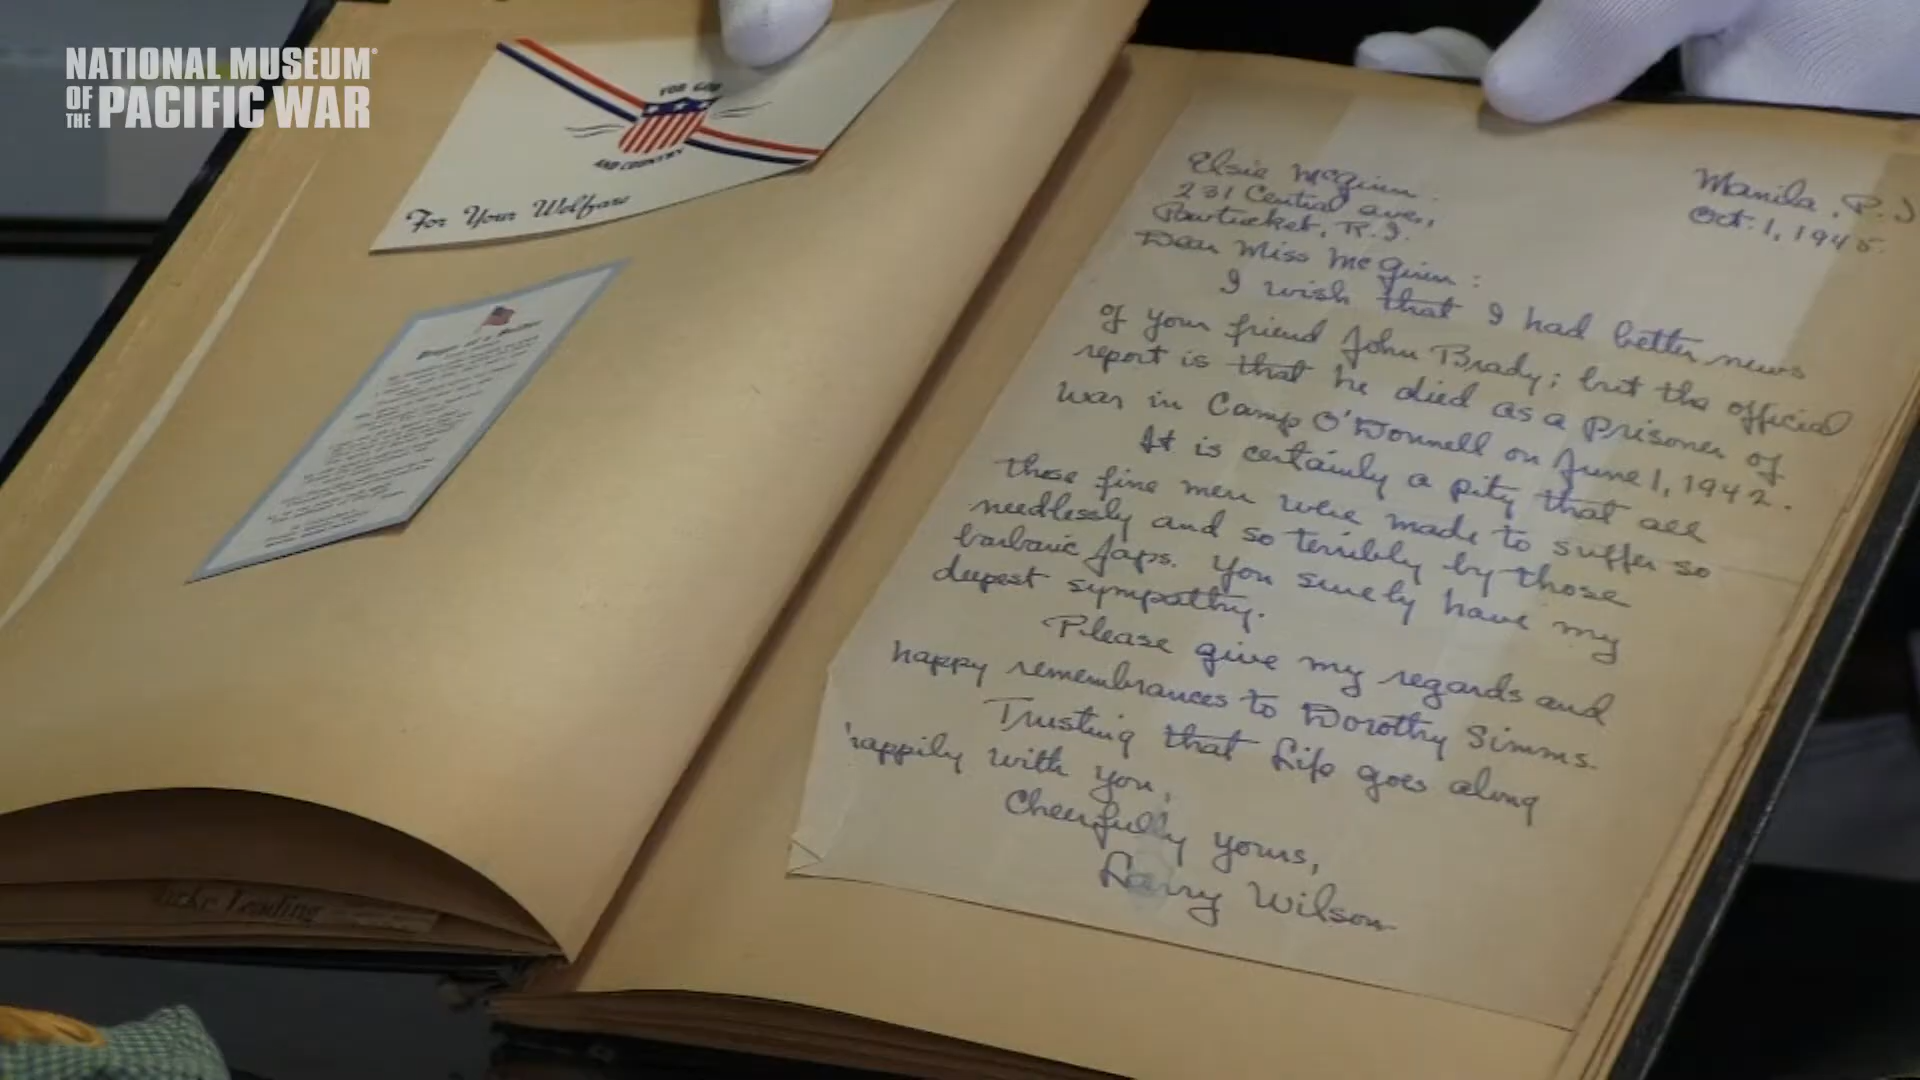 NATIONAL MUSEUM
OF THE PACIFIC WAR
FOR GOD
AND COUNTRY
For Your Welfare
Elsie McGinn.
231 Central ave.,
Pawtucket, R.I.
Manila, P.I
Oct. 1, 1945.
Dear Miss McGinn:
I wish that I had better news
of your friend John Brady; but the official
report is that he died as a prisoner of
war in Camp O'Donnell on June 1, 1942.
It is certainly a pity that all
those fine men were made to suffer so
needlessly and so terribly by those
barbaric Japs. You surely have my
deepest sympathy.
Please give my regards and
happy remembrances to Dorothy Simms.
Trusting that Life goes along
happily with you,
Cheerfully yours,
Larry Wilson
Leading